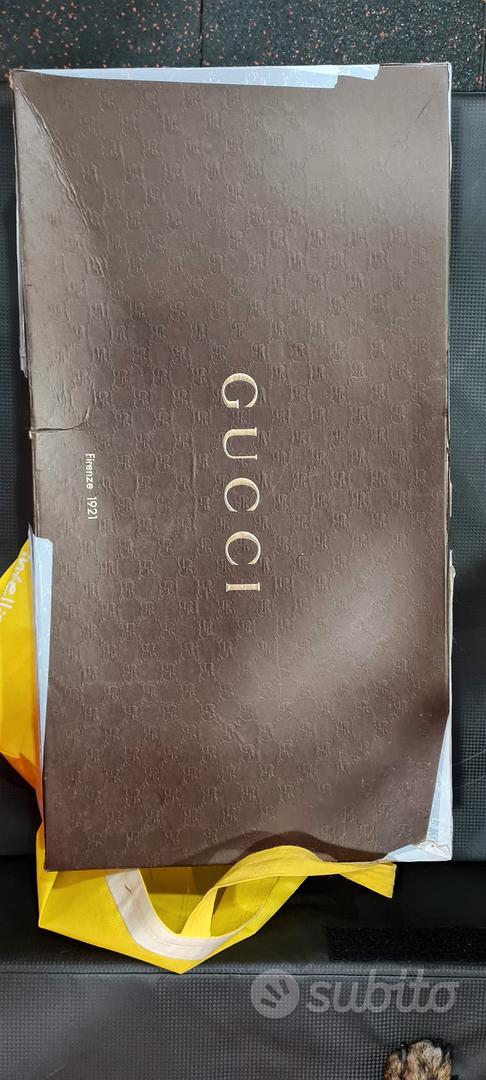 GUCCI
Firenze 1921
subito